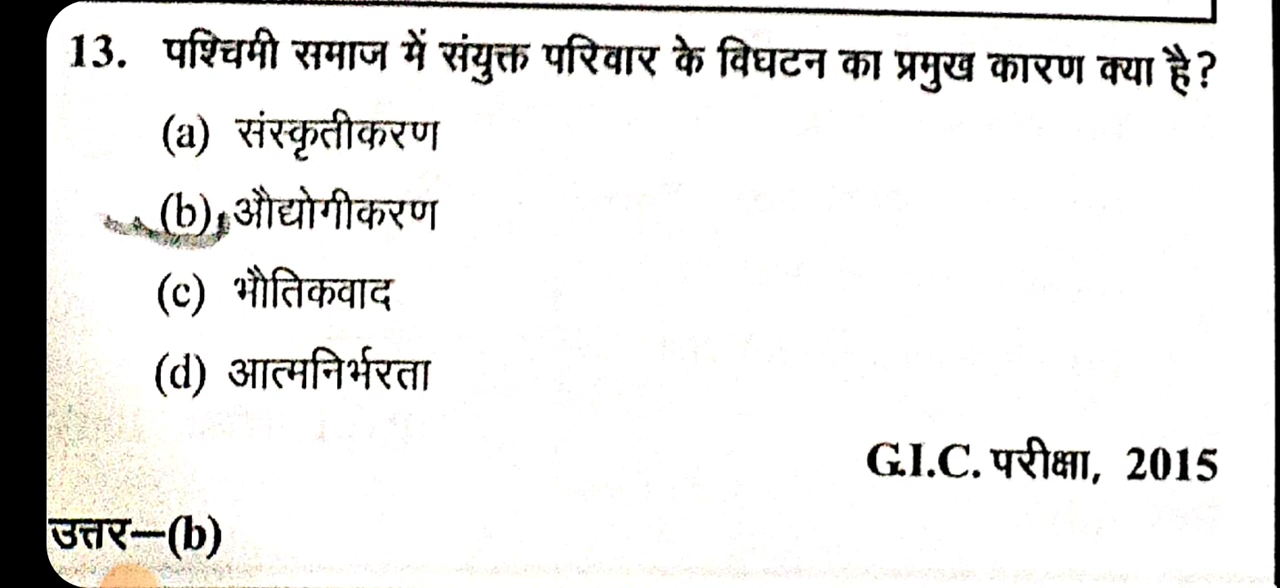 13. पश्चिमी समाज में संयुक्त परिवार के विघटन का प्रमुख कारण क्या है?
(a) संस्कृतीकरण
(b) औद्योगीकरण
(c) भौतिकवाद
(d) आत्मनिर्भरता
G.I.C. परीक्षा, 2015
उत्तर—(b)